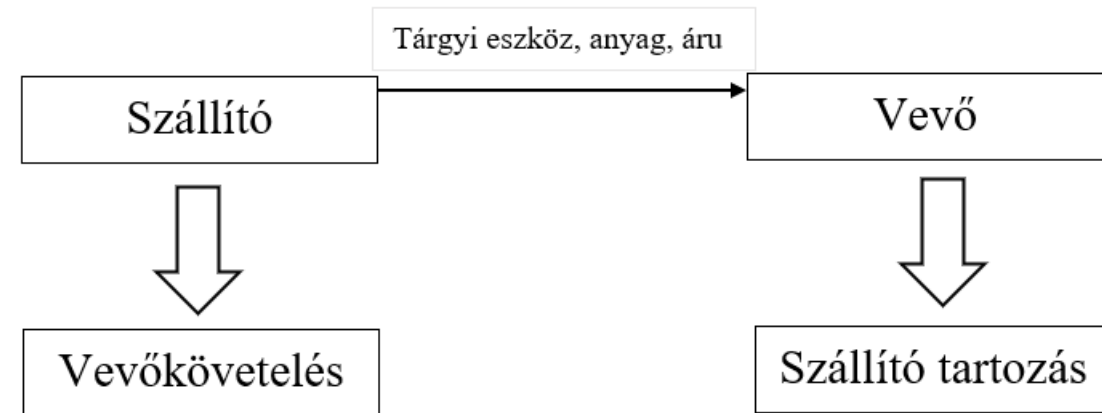 Tárgyi eszköz, anyag, áru
Szállító
Vevő
Vevőkövetelés
Szállító tartozás